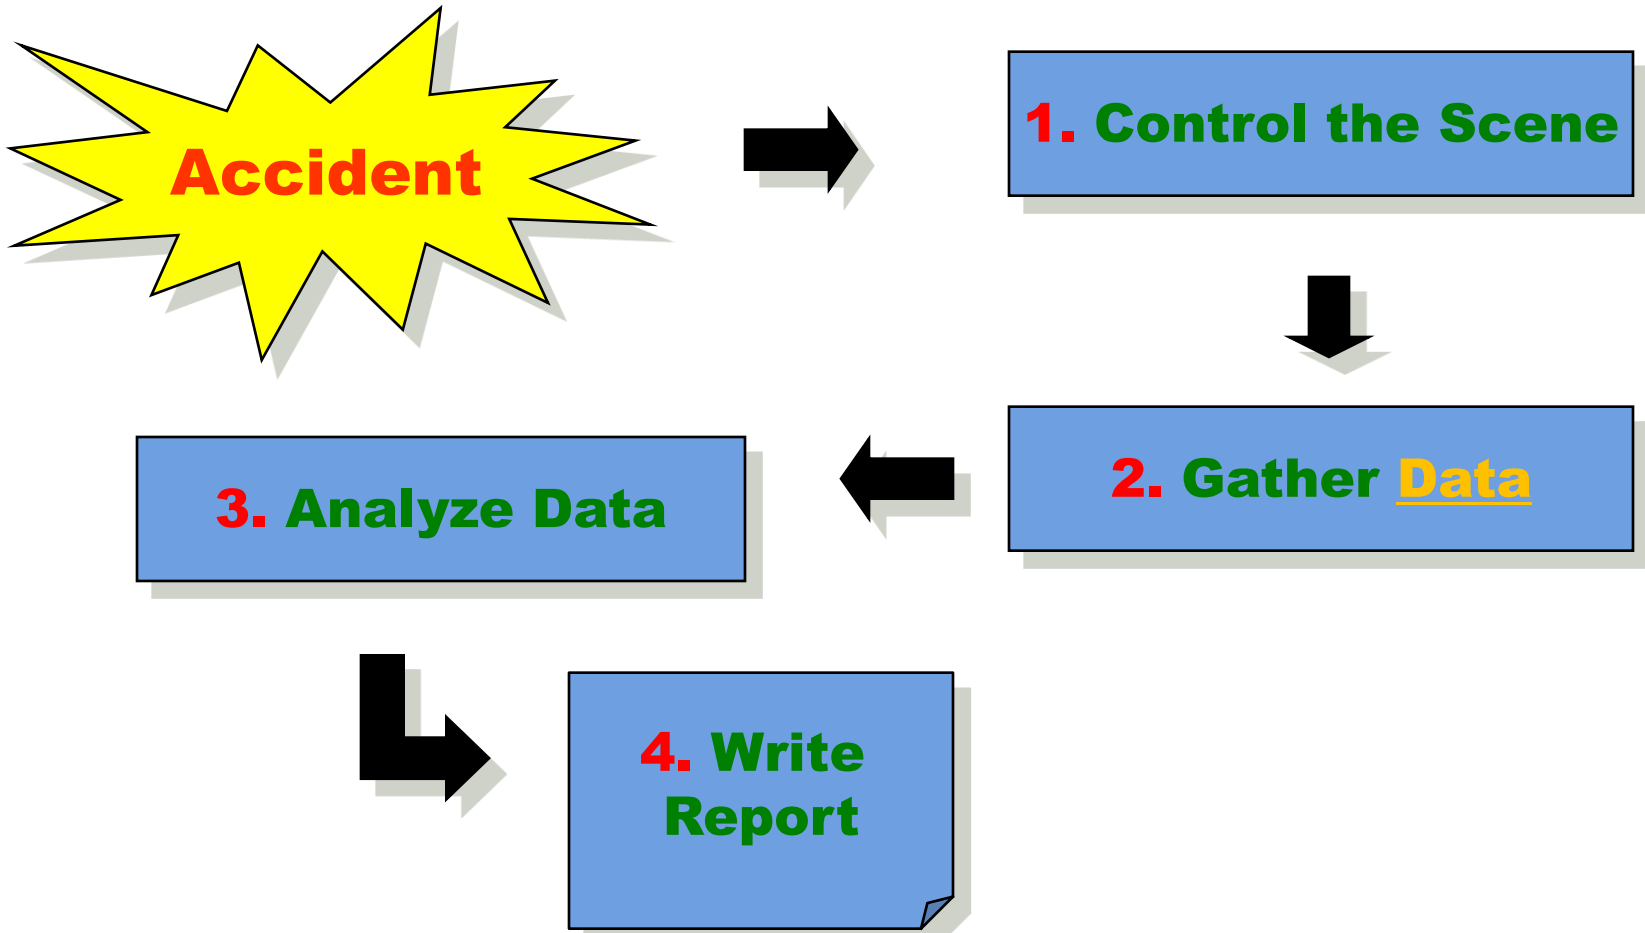 Accident
1. Control the Scene
2. Gather Data
3. Analyze Data
4. Write
Report